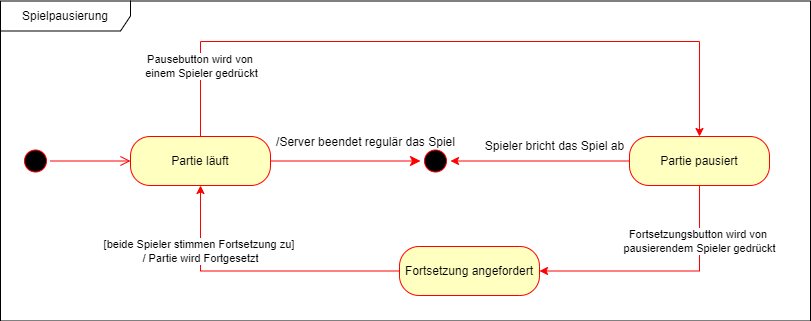 Spielpausierung
Pausebutton wird von
einem Spieler gedrückt
/Server beendet regulär das Spiel
Spieler bricht das Spiel ab
Partie läuft
Partie pausiert
[beide Spieler stimmen Fortsetzung zu]
/ Partie wird Fortgesetzt
Fortsetzungsbutton wird von
pausierendem Spieler gedrückt
Fortsetzung angefordert